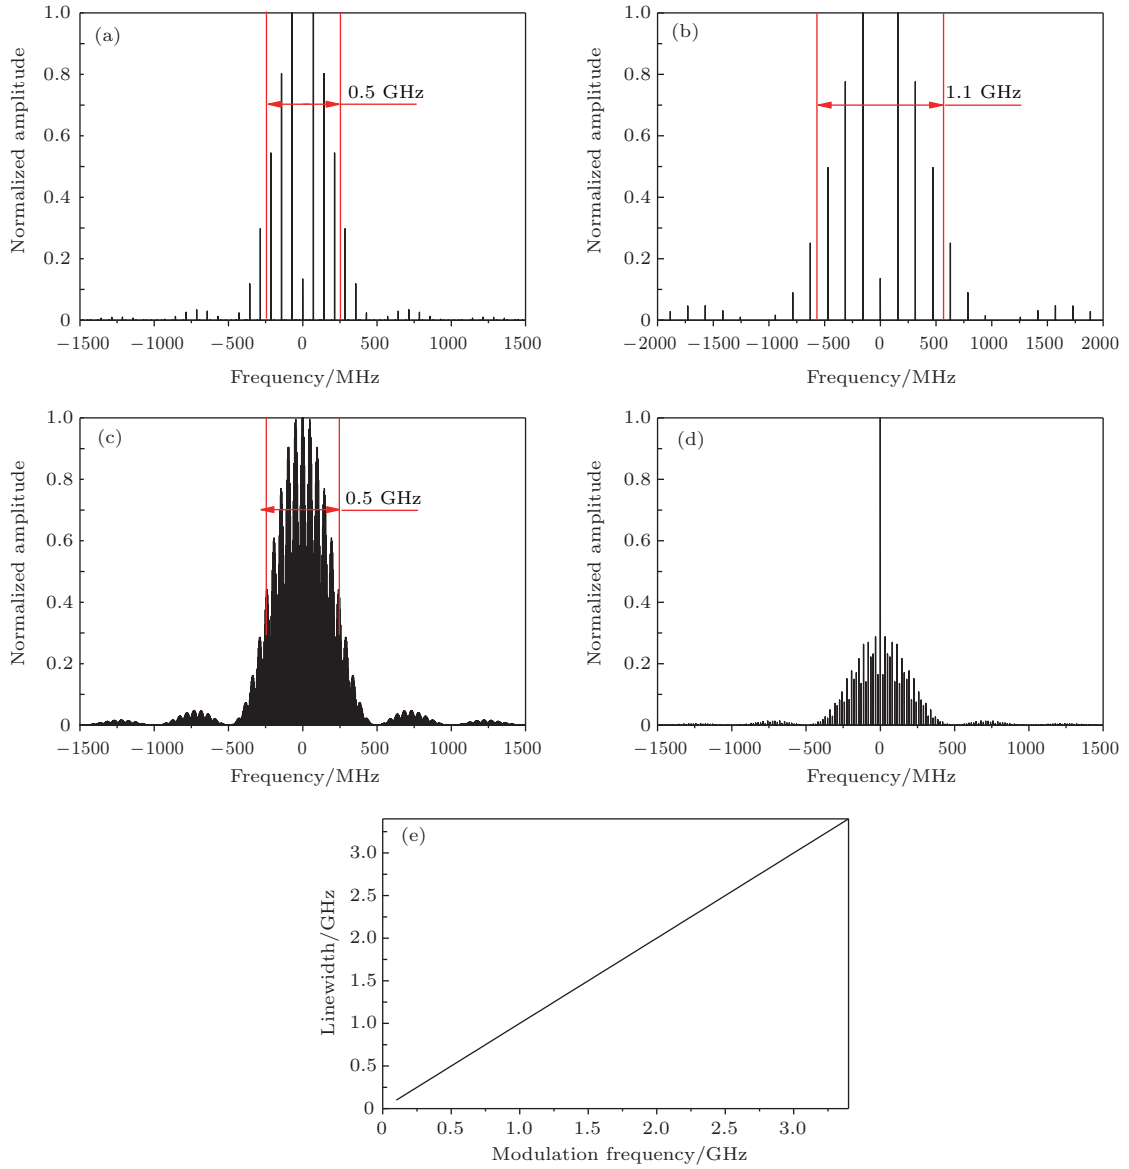 (a)
0.5 GHz
Normalized amplitude
1.0
0.8
0.6
0.4
0.2
0
−1500 −1000 −500 0 500 1000 1500
Frequency/MHz
(b)
1.1 GHz
Normalized amplitude
1.0
0.8
0.6
0.4
0.2
0
−2000 −1500 −1000 −500 0 500 1000 1500 2000
Frequency/MHz
(c)
0.5 GHz
Normalized amplitude
1.0
0.8
0.6
0.4
0.2
0
−1500 −1000 −500 0 500 1000 1500
Frequency/MHz
(d)
Normalized amplitude
1.0
0.8
0.6
0.4
0.2
0
−1500 −1000 −500 0 500 1000 1500
Frequency/MHz
(e)
Linewidth/GHz
3.0
2.5
2.0
1.5
1.0
0.5
0
0 0.5 1.0 1.5 2.0 2.5 3.0
Modulation frequency/GHz